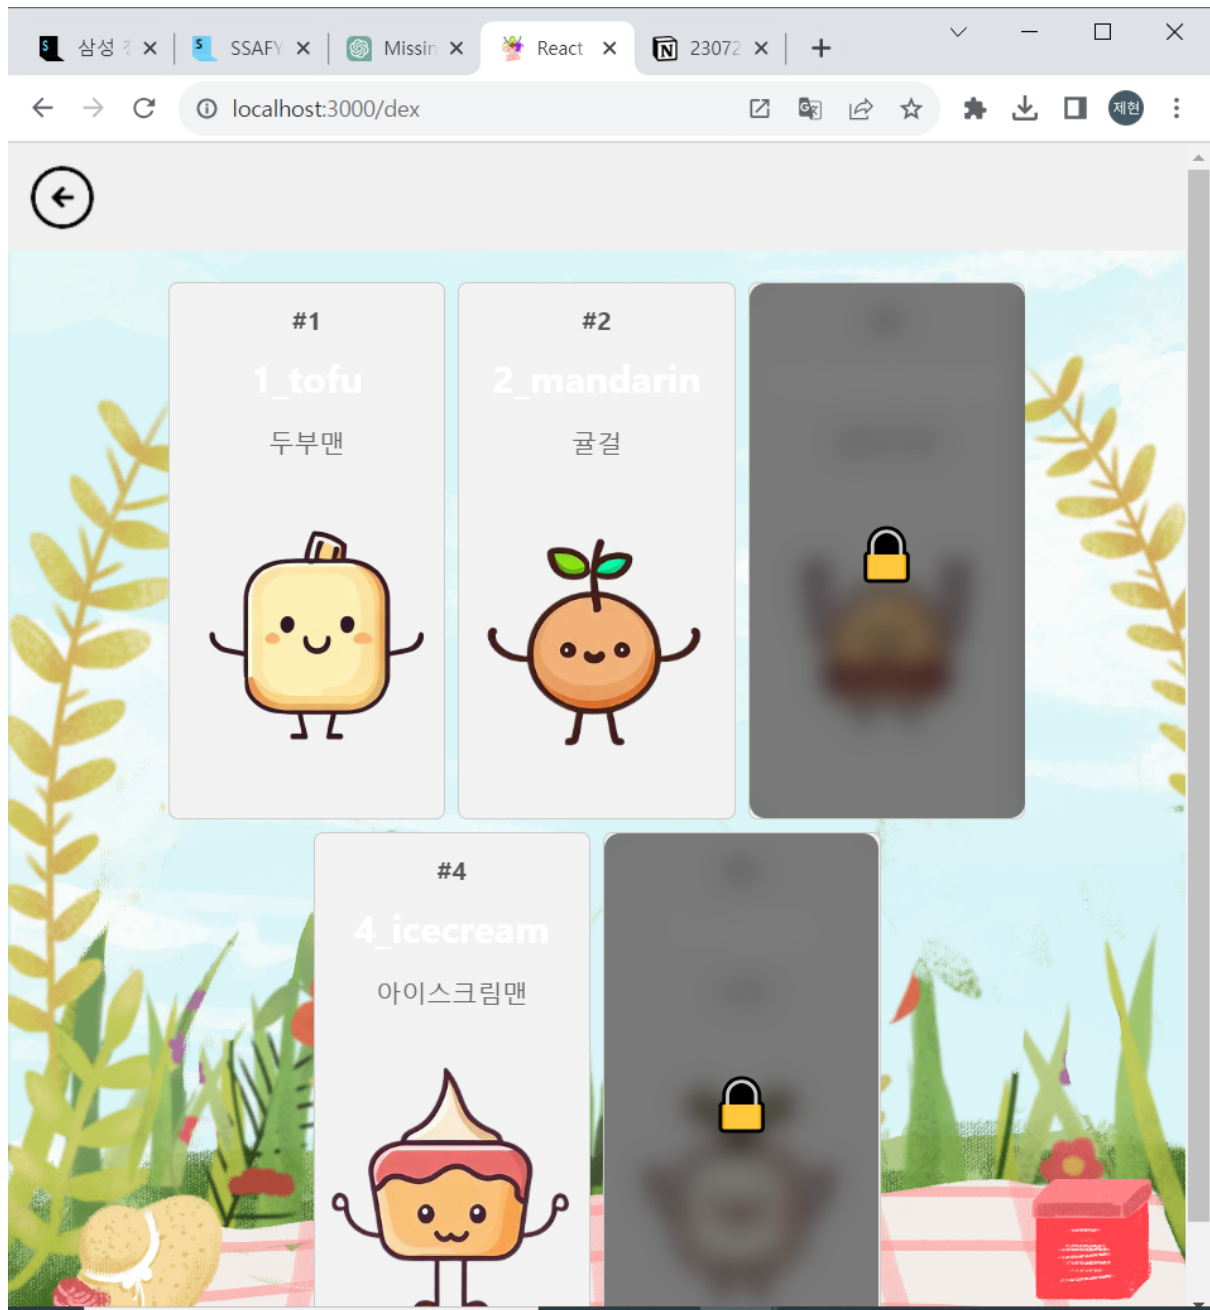 삼성 청
SSAFY
Missin
React
23072
localhost:3000/dex
제현
#1
1_tofu
두부맨
#2
2_mandarin
귤걸
#4
4_icecream
아이스크림맨